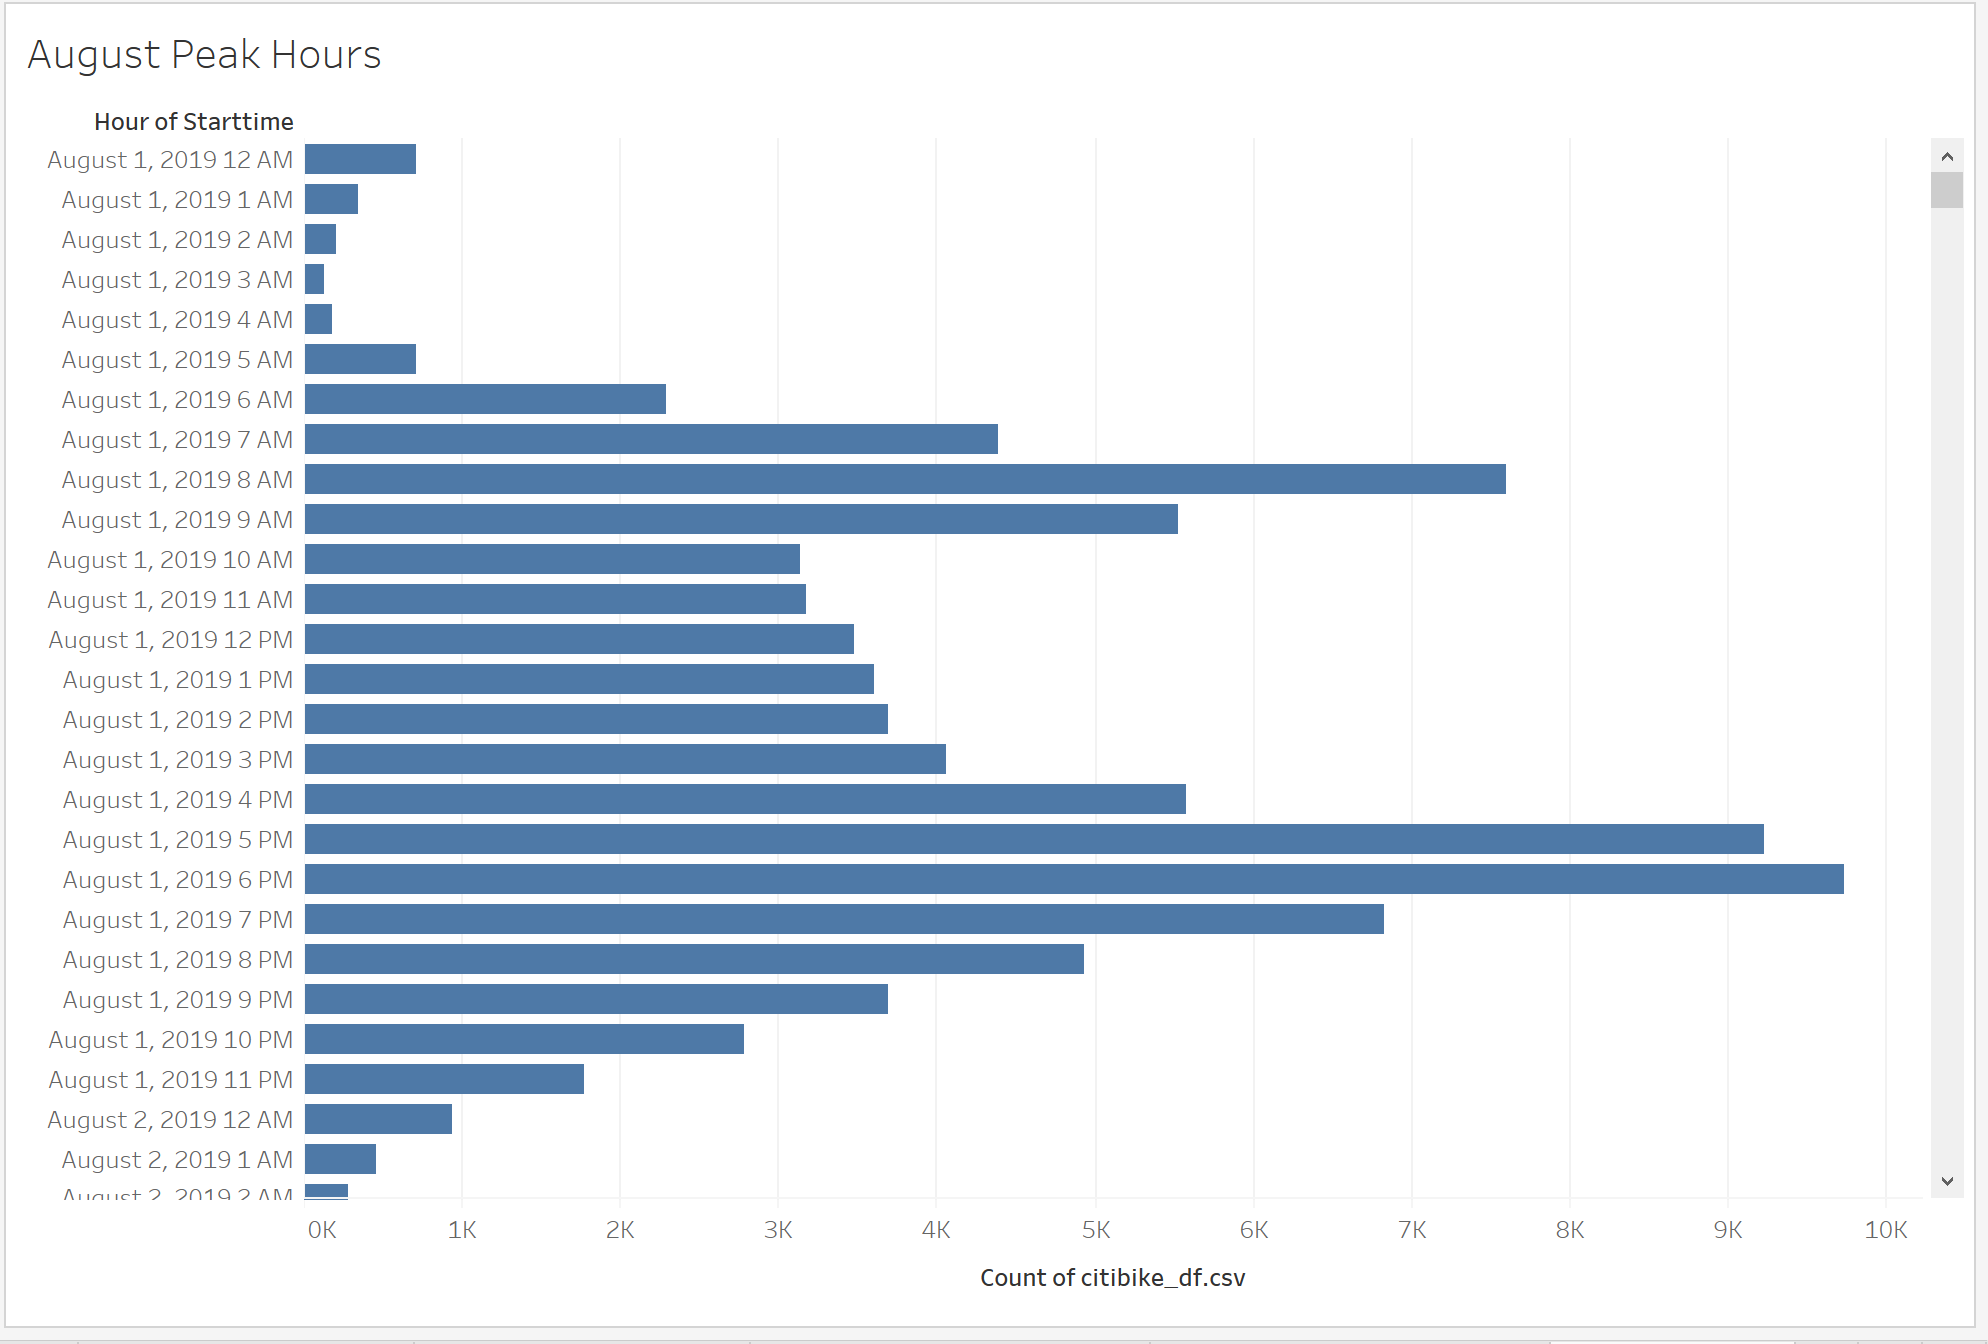 August Peak Hours
Hour of Starttime
August 1, 2019 12 AM
August 1, 2019 1 AM
August 1, 2019 2 AM
August 1, 2019 3 AM
August 1, 2019 4 AM
August 1, 2019 5 AM
August 1, 2019 6 AM
August 1, 2019 7 AM
August 1, 2019 8 AM
August 1, 2019 9 AM
August 1, 2019 10 AM
August 1, 2019 11 AM
August 1, 2019 12 PM
August 1, 2019 1 PM
August 1, 2019 2 PM
August 1, 2019 3 PM
August 1, 2019 4 PM
August 1, 2019 5 PM
August 1, 2019 6 PM
August 1, 2019 7 PM
August 1, 2019 8 PM
August 1, 2019 9 PM
August 1, 2019 10 PM
August 1, 2019 11 PM
August 2, 2019 12 AM
August 2, 2019 1 AM
August 2, 2019 2 AM
0K 1K 2K 3K 4K 5K 6K 7K 8K 9K 10K
Count of citibike_df.csv